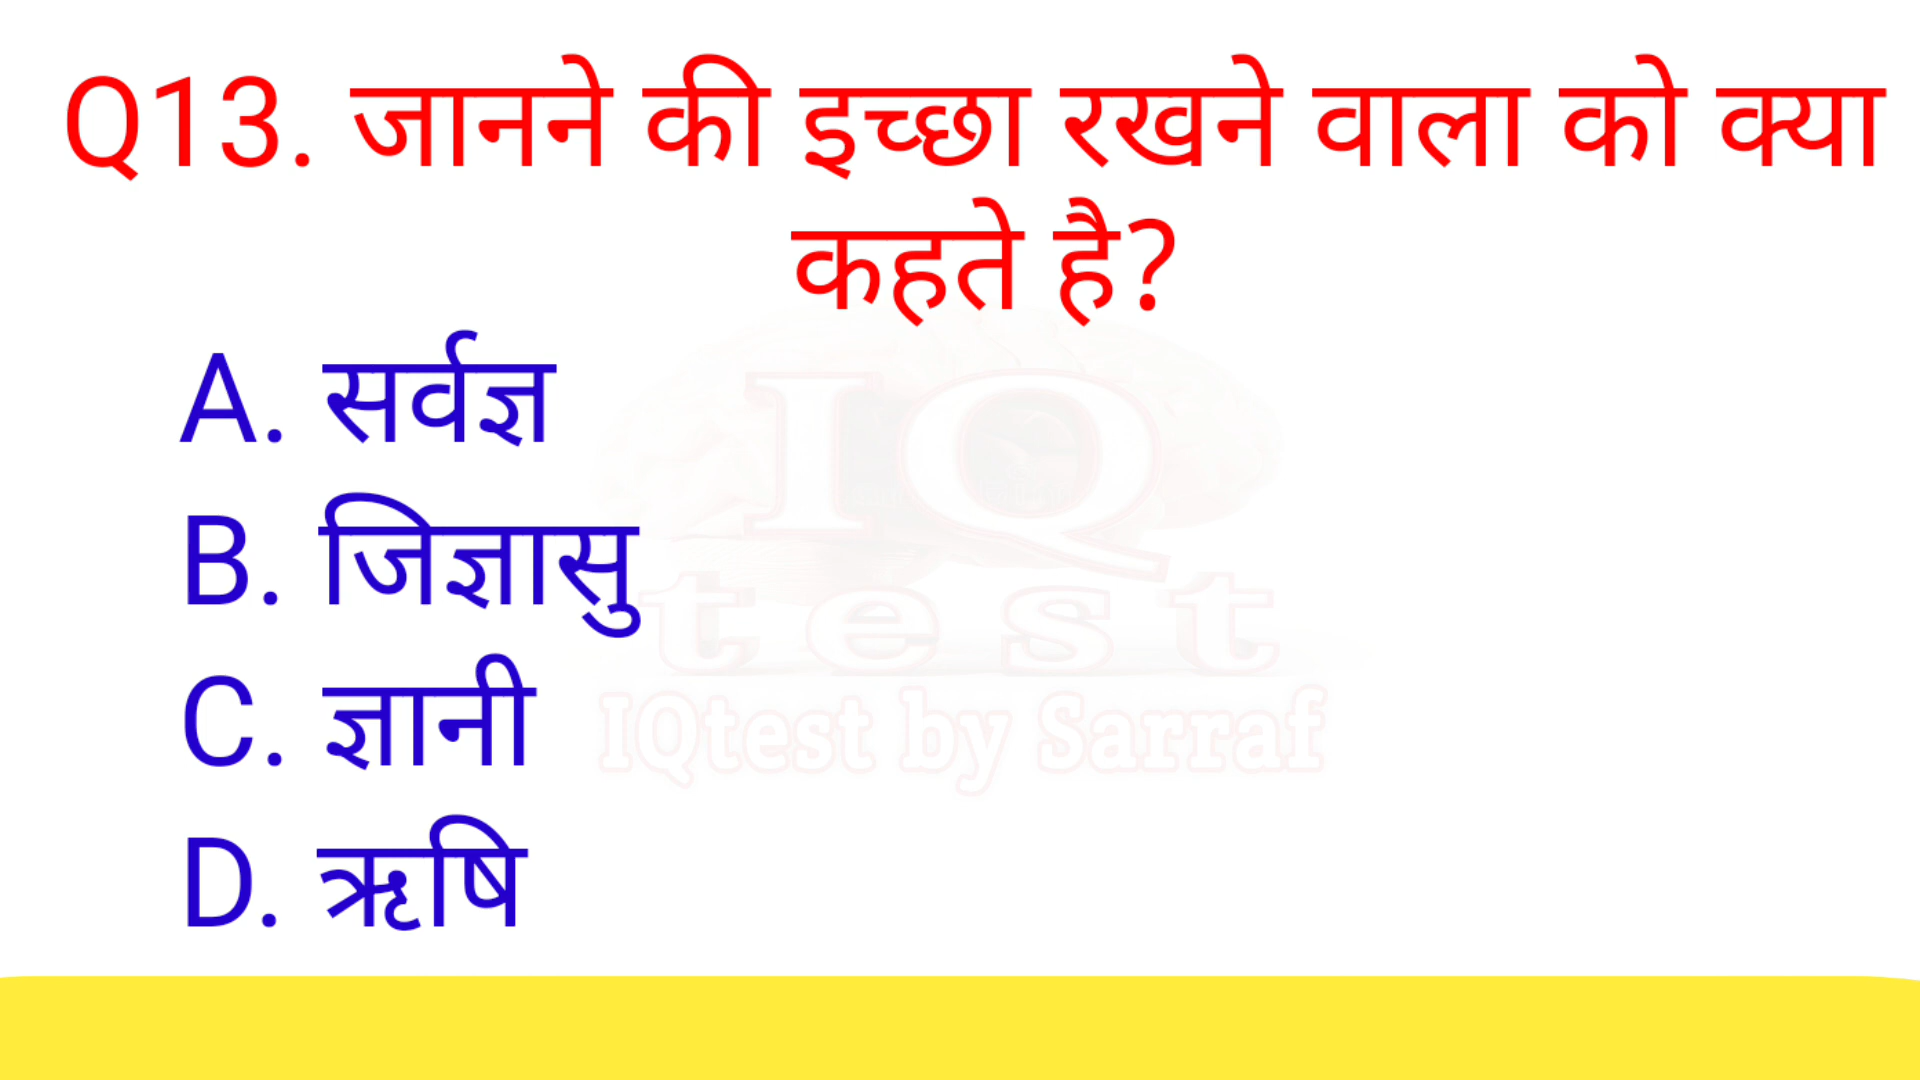 Q13. जानने की इच्छा रखने वाला को क्या
कहते है?
A. सर्वज्ञ
B. जिज्ञासु
C. ज्ञानी
D. ऋषि
IQ
test
IQtest by Sarraf